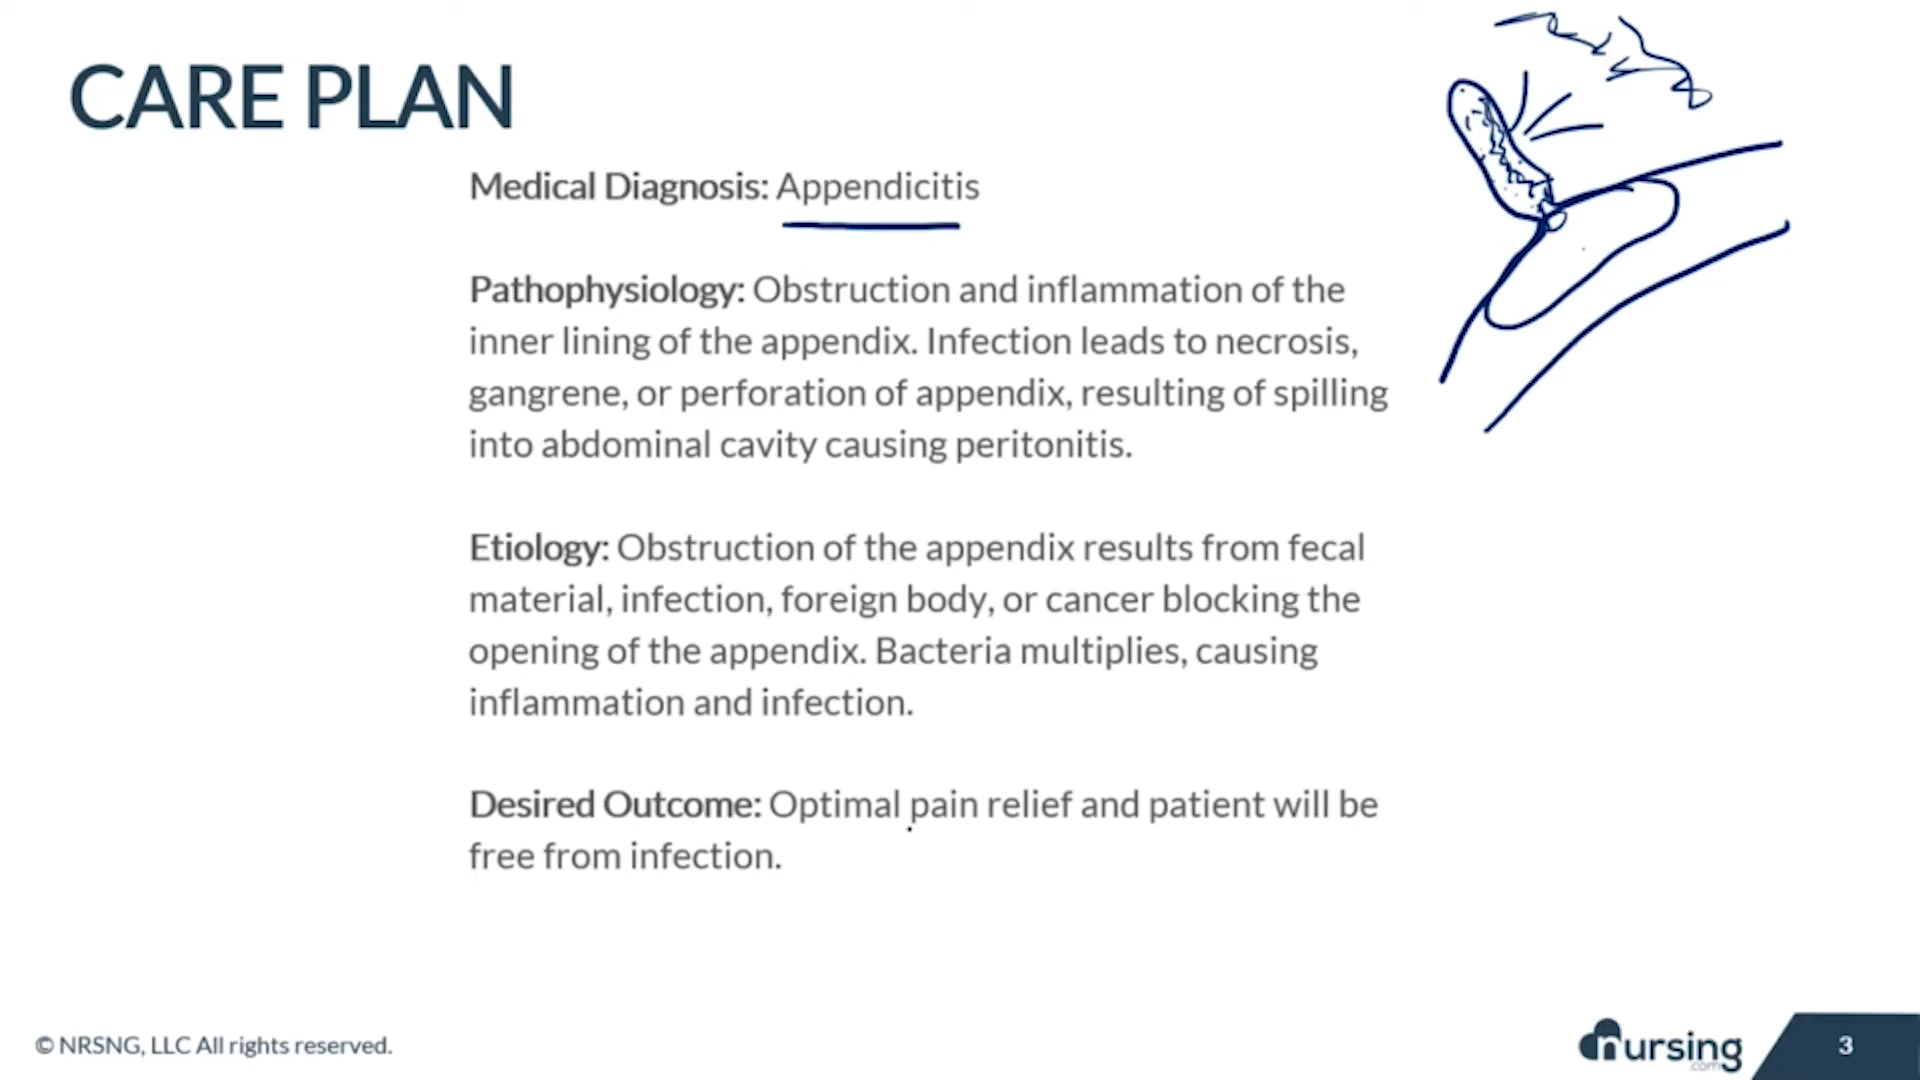 CARE PLAN
Medical Diagnosis: Appendicitis
Pathophysiology: Obstruction and inflammation of the
inner lining of the appendix. Infection leads to necrosis,
gangrene, or perforation of appendix, resulting of spilling
into abdominal cavity causing peritonitis.
Etiology: Obstruction of the appendix results from fecal
material, infection, foreign body, or cancer blocking the
opening of the appendix. Bacteria multiplies, causing
inflammation and infection.
Desired Outcome: Optimal pain relief and patient will be
free from infection.
© NRSNG, LLC All rights reserved.
nursing
.com
3